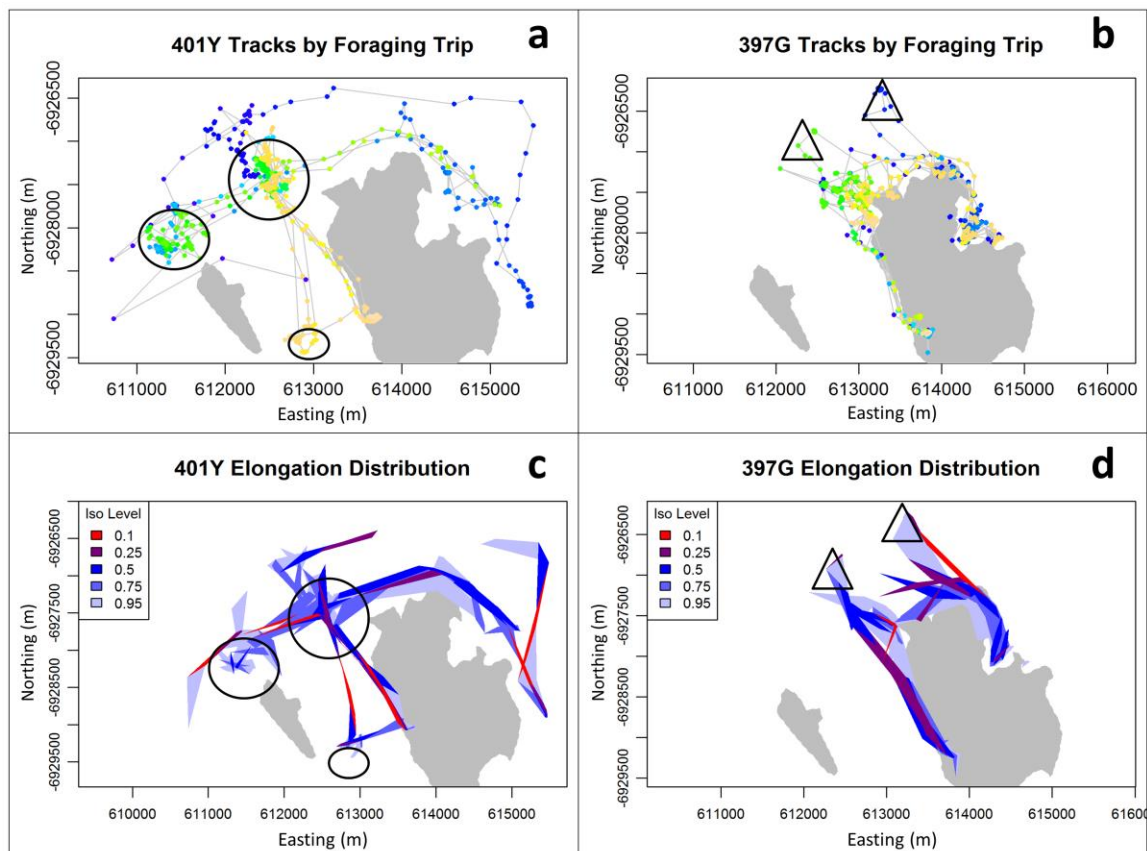 401Y Tracks by Foraging Trip
a
Northing (m)
-6926500
-6928000
-6929500
611000 612000 613000 614000 615000
Easting (m)
397G Tracks by Foraging Trip
b
Northing (m)
-6926500
-6928000
-6929500
611000 612000 613000 614000 615000 616000
Easting (m)
401Y Elongation Distribution
c
Iso Level
0.1
0.25
0.5
0.75
0.95
Northing (m)
-6926500
-6927500
-6928500
-6929500
610000 611000 612000 613000 614000 615000
Easting (m)
397G Elongation Distribution
d
Iso Level
0.1
0.25
0.5
0.75
0.95
Northing (m)
-6926500
-6927500
-6928500
-6929500
611000 612000 613000 614000 615000 61600
Easting (m)